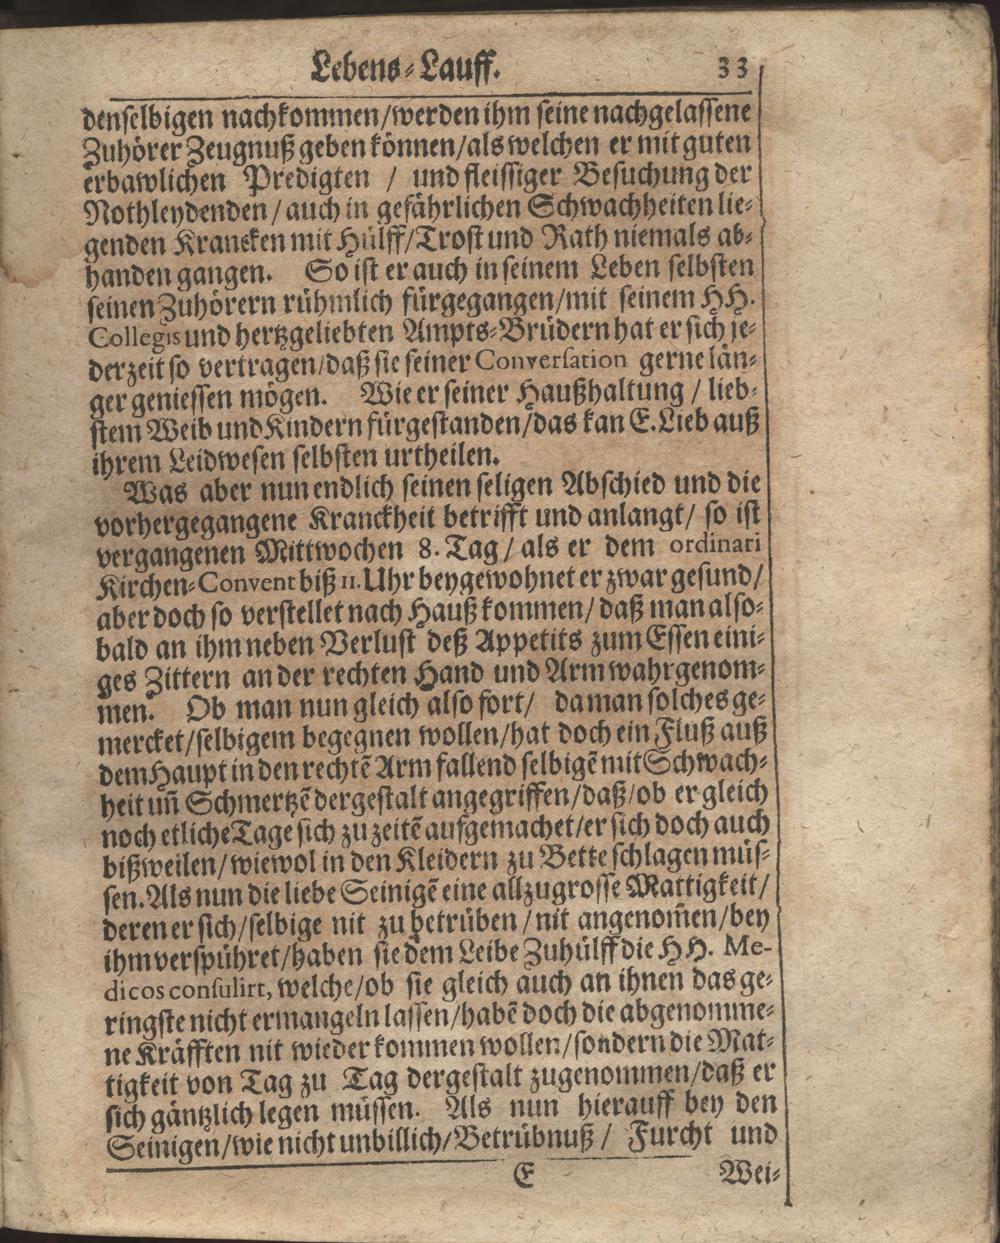 Lebens-Lauff. 33
denselbigen nachkommen/werden ihm seine nachgelassene
Zuhörer Zeugnuß geben können/als welchen er mit guten
erbawlichen Predigten / und fleissiger Besuchung der
Nothleydenden / auch in gefährlichen Schwachheiten lie-
genden Krancken mit Hülff/Trost und Rath niemals ab-
handen gangen. So ist er auch in seinem Leben selbsten
seinen Zuhörern rühmlich fürgegangen/mit seinem HH.
Collegis und hertzgeliebten Ampts-Brüdern hat er sich je-
derzeit so vertragen/daß sie seiner Conversation gerne län-
ger geniessen mögen. Wie er seiner Haußhaltung / lieb-
stem Weib und Kindern fürgestanden/das kan E. Lieb auß
ihrem Leidwesen selbsten urtheilen.
Was aber nun endlich seinen seligen Abschied und die
vorhergegangene Kranckheit betrifft und anlangt/ so ist
vergangenen Mittwochen 8. Tag / als er dem ordinari
Kirchen-Convent biß 11. Uhr beygewohnet er zwar gesund/
aber doch so verstellet nach Hauß kommen/ daß man also-
bald an ihm neben Verlust deß Appetits zum Essen eini-
ges Zittern an der rechten Hand und Arm wahrgenom-
men. Ob man nun gleich also fort/ da man solches ge-
mercket/selbigem begegnen wollen/hat doch ein Fluß auß
dem Haupt in den rechtẽ Arm fallend selbigẽ mit Schwach-
heit uñ Schmertzẽ dergestalt angegriffen/daß/ob er gleich
noch etliche Tage sich zu zeitẽ aufgemachet/er sich doch auch
bißweilen/wiewol in den Kleidern zu Bette schlagen müs-
sen. Als nun die liebe Seinigẽ eine allzugrosse Mattigkeit/
deren er sich/selbige nit zu betrüben/nit angenom̃en/bey
ihm verspühret/haben sie dem Leibe Zuhülff die HH. Me-
dicos consulirt, welche/ob sie gleich auch an ihnen das ge-
ringste nicht ermangeln lassen/habẽ doch die abgenomme-
ne Kräfften nit wieder kommen wollen/sondern die Mat-
tigkeit von Tag zu Tag dergestalt zugenommen/daß er
sich gäntzlich legen müssen. Als nun hierauff bey den
Seinigen/wie nicht unbillich/Betrübnuß / Furcht und
E Wei-